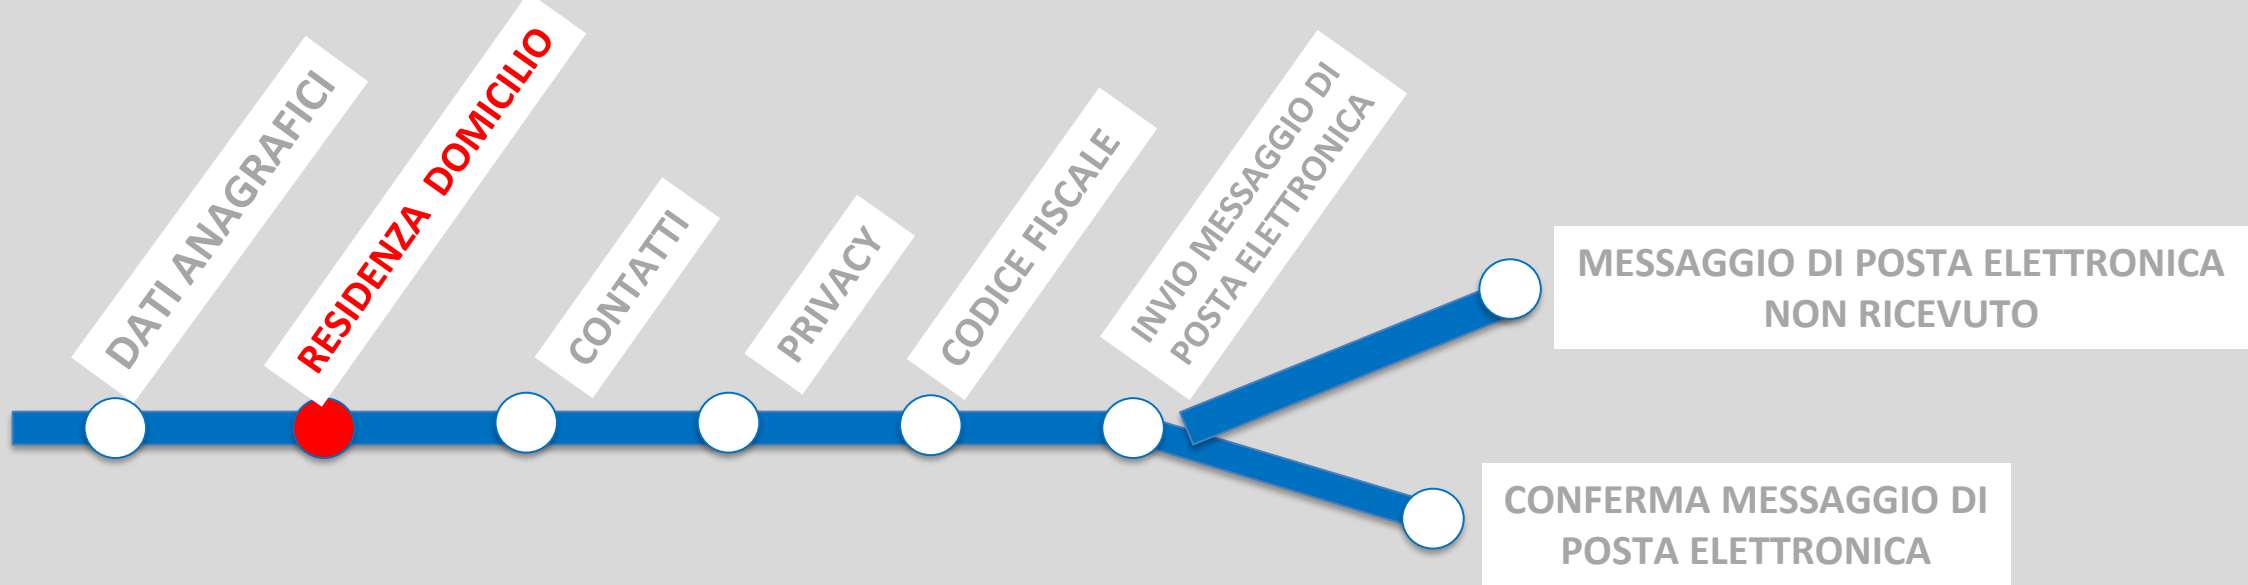 DATI ANAGRAFICI
RESIDENZA DOMICILIO
CONTATTI
PRIVACY
CODICE FISCALE
INVIO MESSAGGIO DI
POSTA ELETTRONICA
MESSAGGIO DI POSTA ELETTRONICA
NON RICEVUTO
CONFERMA MESSAGGIO DI
POSTA ELETTRONICA